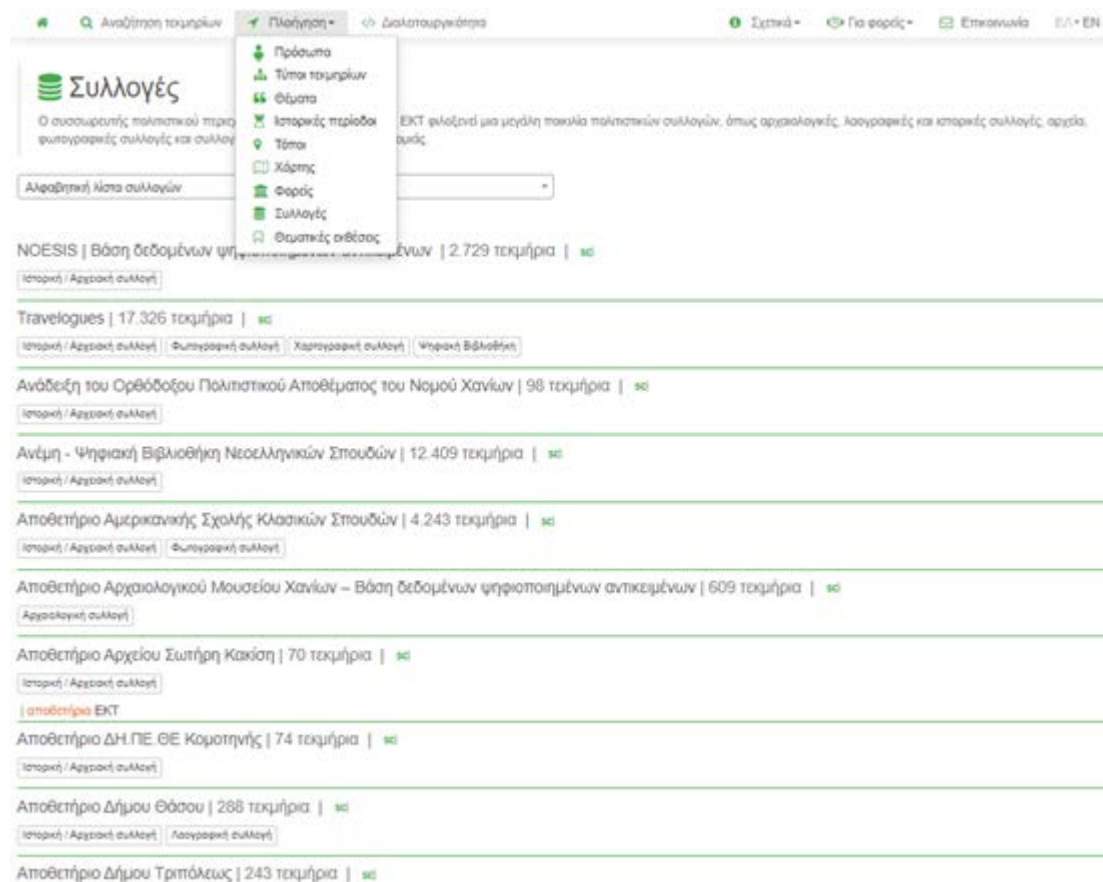 Αναζήτηση τεκμηρίων Πλοήγηση </> Διαλειτουργικότητα Σχετικά Για φορείς Επικοινωνία ΕΛ • EN
Πρόσωπα
Τύποι τεκμηρίων
Θέματα
Ιστορικές περίοδοι
Τόποι
Χάρτης
Φορείς
Συλλογές
Θεματικές εκθέσεις
Συλλογές
Ο συσσωρευτής πολιτιστικού ΕΚΤ φιλοξενεί μια μεγάλη ποικιλία πολιτιστικών συλλογών, όπως αρχαιολογικές, λαογραφικές και ιστορικές συλλογές, αρχεία,
φωτογραφικές συλλογές και
Αλφαβητική λίστα συλλογών
NOESIS | Βάση δεδομένων | 2.729 τεκμήρια |
Ιστορική / Αρχειακή συλλογή
Travelogues | 17.326 τεκμήρια |
Ιστορική / Αρχειακή συλλογή Φωτογραφική συλλογή Χαρτογραφική συλλογή Ψηφιακή Βιβλιοθήκη
Ανάδειξη του Ορθόδοξου Πολιτιστικού Αποθέματος του Νομού Χανίων | 98 τεκμήρια |
Ιστορική / Αρχειακή συλλογή
Ανέμη - Ψηφιακή Βιβλιοθήκη Νεοελληνικών Σπουδών | 12.409 τεκμήρια |
Ιστορική / Αρχειακή συλλογή
Αποθετήριο Αμερικανικής Σχολής Κλασικών Σπουδών | 4.243 τεκμήρια |
Ιστορική / Αρχειακή συλλογή Φωτογραφική συλλογή
Αποθετήριο Αρχαιολογικού Μουσείου Χανίων – Βάση δεδομένων ψηφιοποιημένων αντικειμένων | 609 τεκμήρια |
Αρχαιολογική συλλογή
Αποθετήριο Αρχείου Σωτήρη Κακίση | 70 τεκμήρια |
Ιστορική / Αρχειακή συλλογή
| αποθετήρια ΕΚΤ
Αποθετήριο ΔΗ.ΠΕ.ΘΕ Κομοτηνής | 74 τεκμήρια |
Ιστορική / Αρχειακή συλλογή
Αποθετήριο Δήμου Θάσου | 288 τεκμήρια |
Ιστορική / Αρχειακή συλλογή Λαογραφική συλλογή
Αποθετήριο Δήμου Τριπόλεως | 243 τεκμήρια |